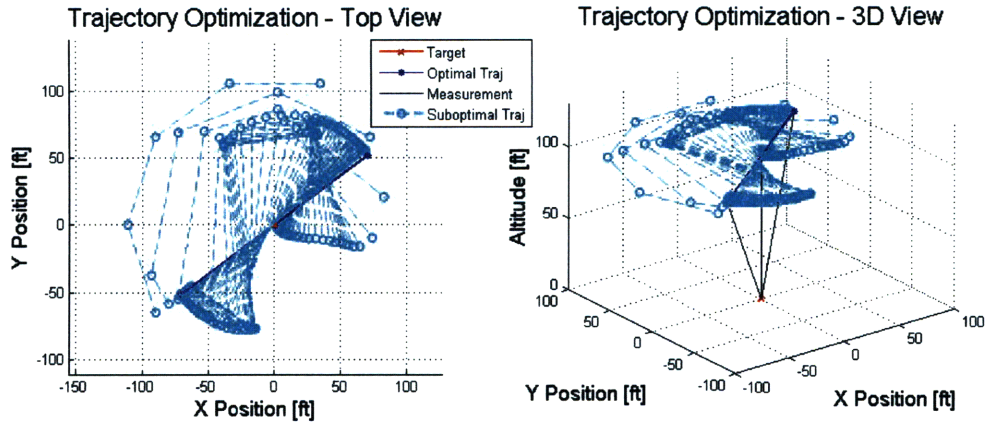 Trajectory Optimization - Top View
Target
Optimal Traj
Measurement
Suboptimal Traj
100
50
0
-50
-100
Y Position [ft]
-150
-100
-50
0
50
100
X Position [ft]
Trajectory Optimization - 3D View
100
50
0
Altitude [ft]
100
50
0
-50
-100
Y Position [ft]
-100
-50
0
50
100
X Position [ft]